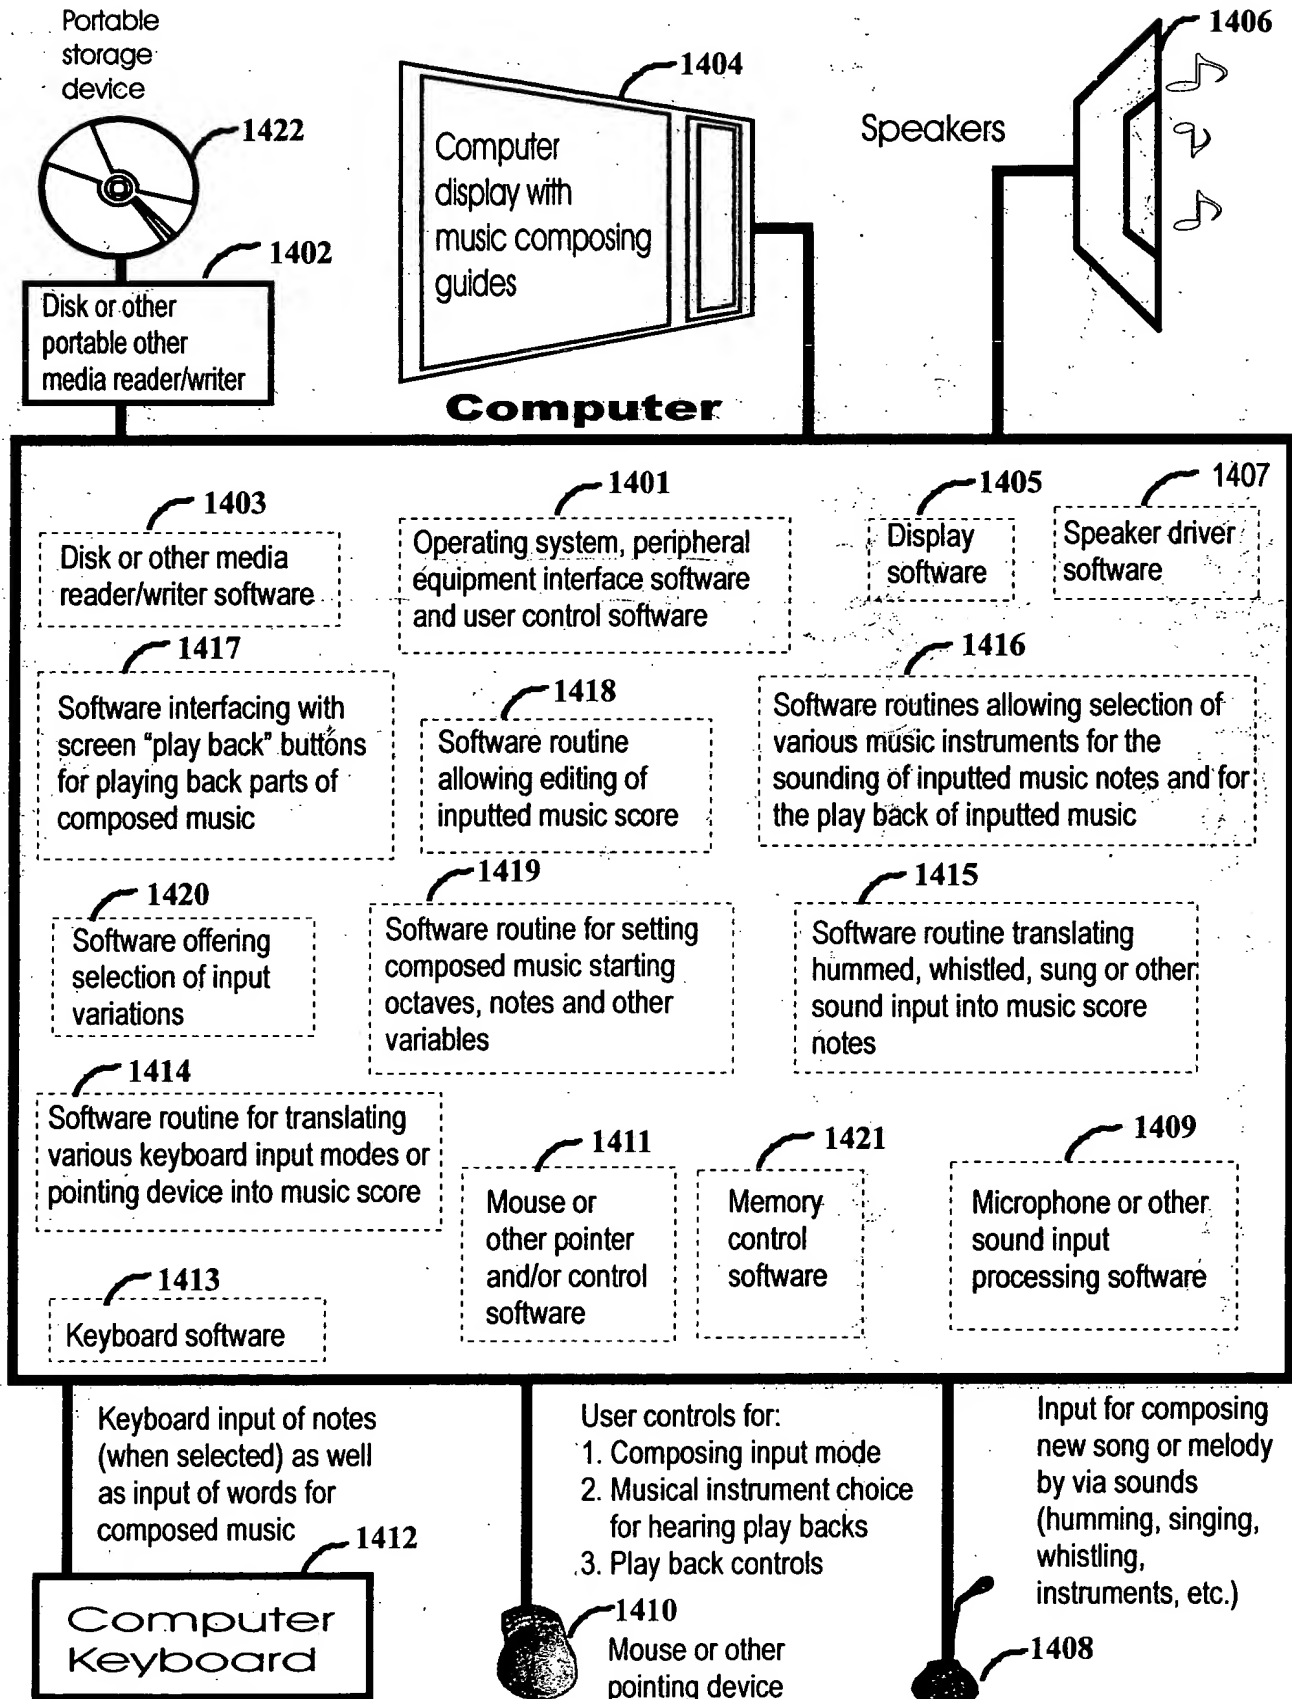 Portable
storage
device
1422
1402
Disk or other
portable other
media reader/writer
1404
Computer
display with
music composing
guides
Speakers
1406
Computer
1403
Disk or other media
reader/writer software
1401
Operating system, peripheral
equipment interface software
and user control software
1405
Display
software
1407
Speaker driver
software
1417
Software interfacing with
screen "play back" buttons
for playing back parts of
composed music
1418
Software routine
allowing editing of
inputted music score
1416
Software routines allowing selection of
various music instruments for the
sounding of inputted music notes and for
the play back of inputted music
1420
Software offering
selection of input
variations
1419
Software routine for setting
composed music starting
octaves, notes and other
variables
1415
Software routine translating
hummed, whistled, sung or other
sound input into music score
notes
1414
Software routine for translating
various keyboard input modes or
pointing device into music score
1411
Mouse or
other pointer
and/or control
software
1421
Memory
control
software
1409
Microphone or other
sound input
processing software
1413
Keyboard software
Keyboard input of notes
(when selected) as well
as input of words for
composed music
1412
Computer
Keyboard
User controls for:
1. Composing input mode
2. Musical instrument choice
for hearing play backs
3. Play back controls
1410
Mouse or other
pointing device
Input for composing
new song or melody
by via sounds
(humming, singing,
whistling,
instruments, etc.)
1408